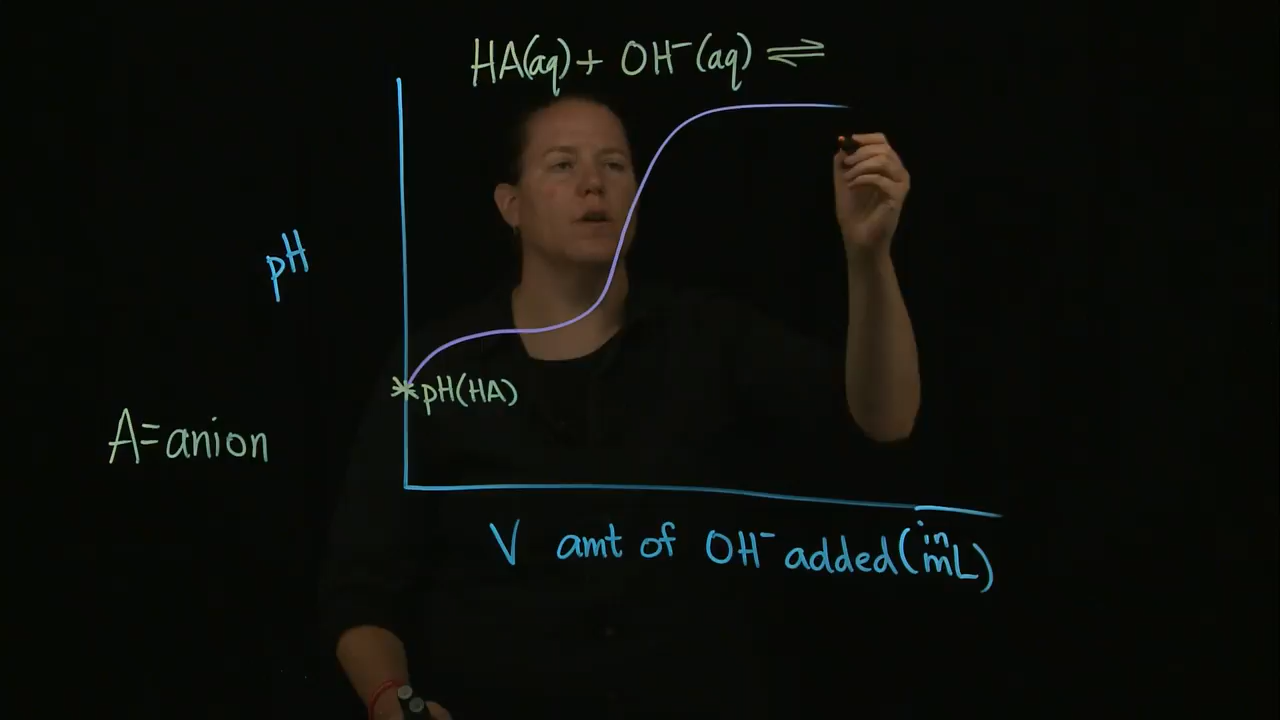 HA(aq) + OH⁻(aq) ⇌
pH
pH(HA)
A=anion
V amt of OH⁻ added (in mL)